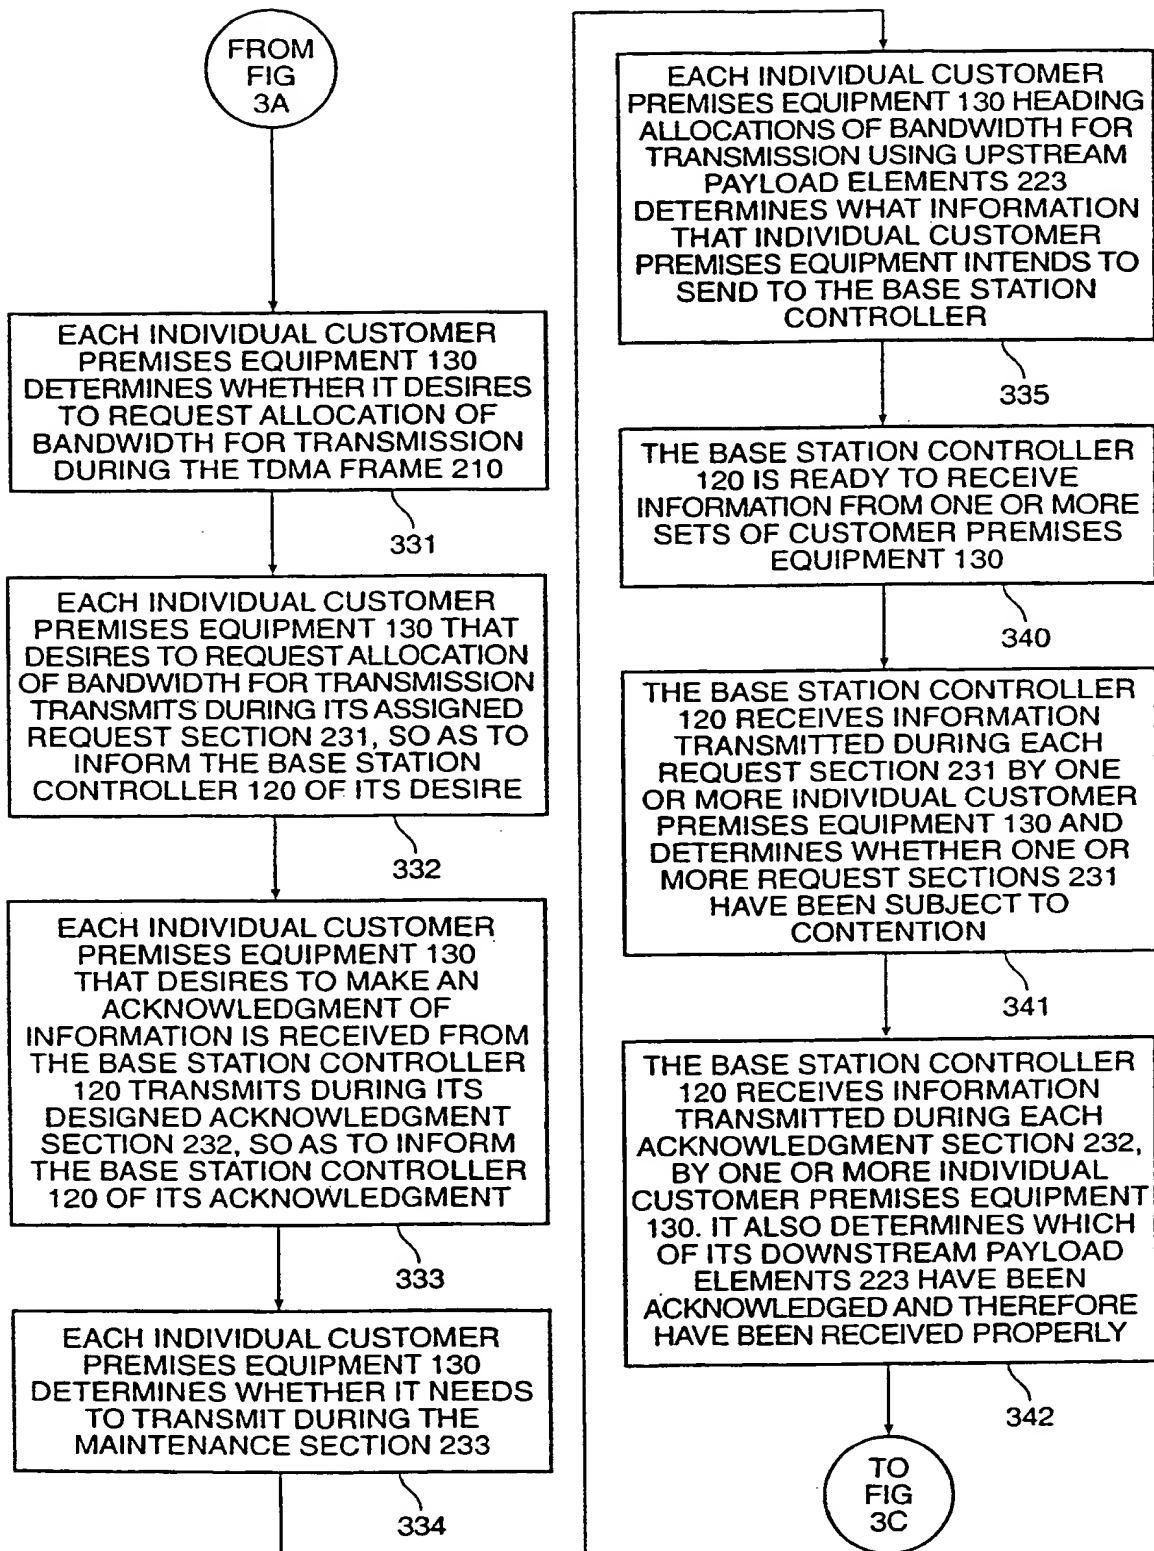 FROM
FIG
3A
EACH INDIVIDUAL CUSTOMER
PREMISES EQUIPMENT 130
DETERMINES WHETHER IT DESIRES
TO REQUEST ALLOCATION OF
BANDWIDTH FOR TRANSMISSION
DURING THE TDMA FRAME 210
331
EACH INDIVIDUAL CUSTOMER
PREMISES EQUIPMENT 130 THAT
DESIRES TO REQUEST ALLOCATION
OF BANDWIDTH FOR TRANSMISSION
TRANSMITS DURING ITS ASSIGNED
REQUEST SECTION 231, SO AS TO
INFORM THE BASE STATION
CONTROLLER 120 OF ITS DESIRE
332
EACH INDIVIDUAL CUSTOMER
PREMISES EQUIPMENT 130
THAT DESIRES TO MAKE AN
ACKNOWLEDGMENT OF
INFORMATION IS RECEIVED FROM
THE BASE STATION CONTROLLER
120 TRANSMITS DURING ITS
DESIGNED ACKNOWLEDGMENT
SECTION 232, SO AS TO INFORM
THE BASE STATION CONTROLLER
120 OF ITS ACKNOWLEDGMENT
333
EACH INDIVIDUAL CUSTOMER
PREMISES EQUIPMENT 130
DETERMINES WHETHER IT NEEDS
TO TRANSMIT DURING THE
MAINTENANCE SECTION 233
334
EACH INDIVIDUAL CUSTOMER
PREMISES EQUIPMENT 130 HEADING
ALLOCATIONS OF BANDWIDTH FOR
TRANSMISSION USING UPSTREAM
PAYLOAD ELEMENTS 223
DETERMINES WHAT INFORMATION
THAT INDIVIDUAL CUSTOMER
PREMISES EQUIPMENT INTENDS TO
SEND TO THE BASE STATION
CONTROLLER
335
THE BASE STATION CONTROLLER
120 IS READY TO RECEIVE
INFORMATION FROM ONE OR MORE
SETS OF CUSTOMER PREMISES
EQUIPMENT 130
340
THE BASE STATION CONTROLLER
120 RECEIVES INFORMATION
TRANSMITTED DURING EACH
REQUEST SECTION 231 BY ONE
OR MORE INDIVIDUAL CUSTOMER
PREMISES EQUIPMENT 130 AND
DETERMINES WHETHER ONE OR
MORE REQUEST SECTIONS 231
HAVE BEEN SUBJECT TO
CONTENTION
341
THE BASE STATION CONTROLLER
120 RECEIVES INFORMATION
TRANSMITTED DURING EACH
ACKNOWLEDGMENT SECTION 232,
BY ONE OR MORE INDIVIDUAL
CUSTOMER PREMISES EQUIPMENT
130. IT ALSO DETERMINES WHICH
OF ITS DOWNSTREAM PAYLOAD
ELEMENTS 223 HAVE BEEN
ACKNOWLEDGED AND THEREFORE
HAVE BEEN RECEIVED PROPERLY
342
TO
FIG
3C